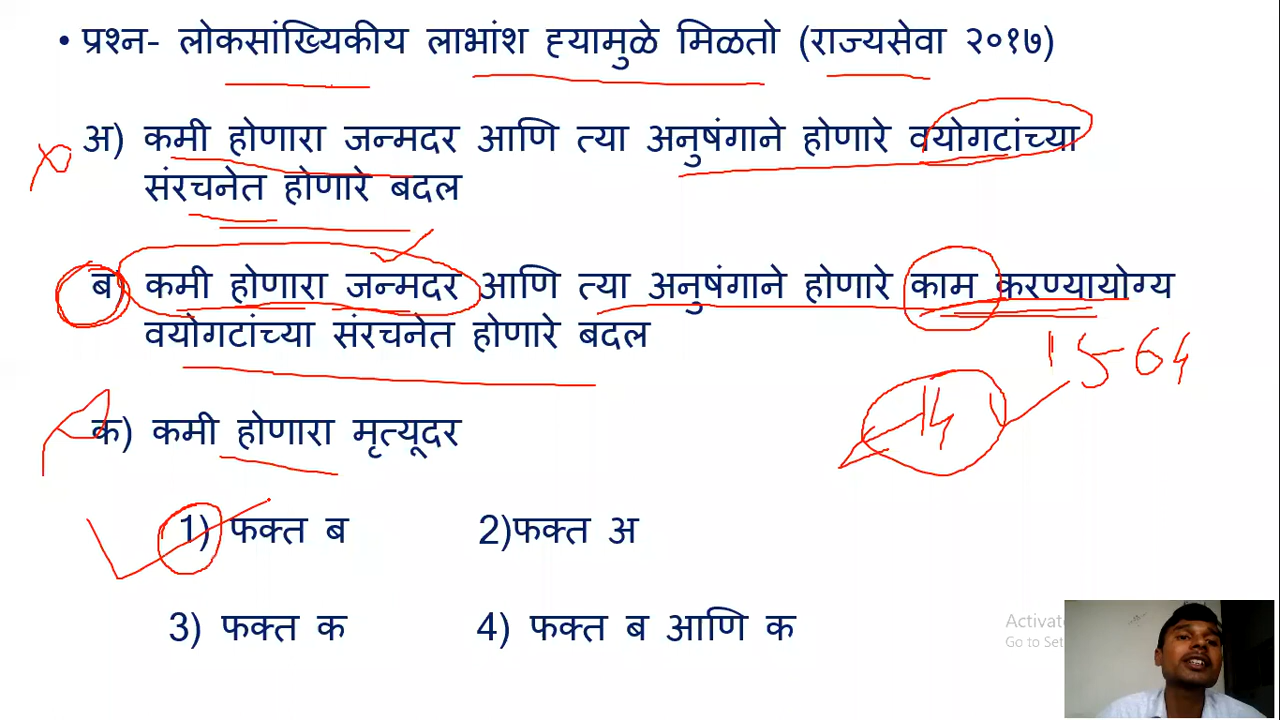 • प्रश्न- लोकसांख्यिकीय लाभांश ह्यामुळे मिळतो (राज्यसेवा २०१७)
अ) कमी होणारा जन्मदर आणि त्या अनुषंगाने होणारे वयोगटांच्या
संरचनेत होणारे बदल
ब) कमी होणारा जन्मदर आणि त्या अनुषंगाने होणारे काम करण्यायोग्य
वयोगटांच्या संरचनेत होणारे बदल
15-64
14
क) कमी होणारा मृत्यूदर
1) फक्त ब 2)फक्त अ
3) फक्त क 4) फक्त ब आणि क
Activat
Go to Set